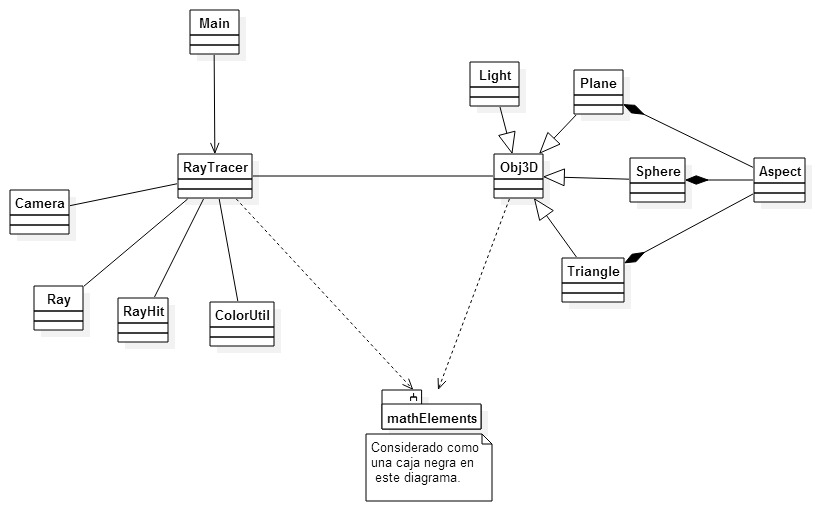 Main
Light
Plane
RayTracer
Obj3D
Sphere
Aspect
Camera
Triangle
Ray
RayHit
ColorUtil
mathElements
Considerado como
una caja negra en
este diagrama.